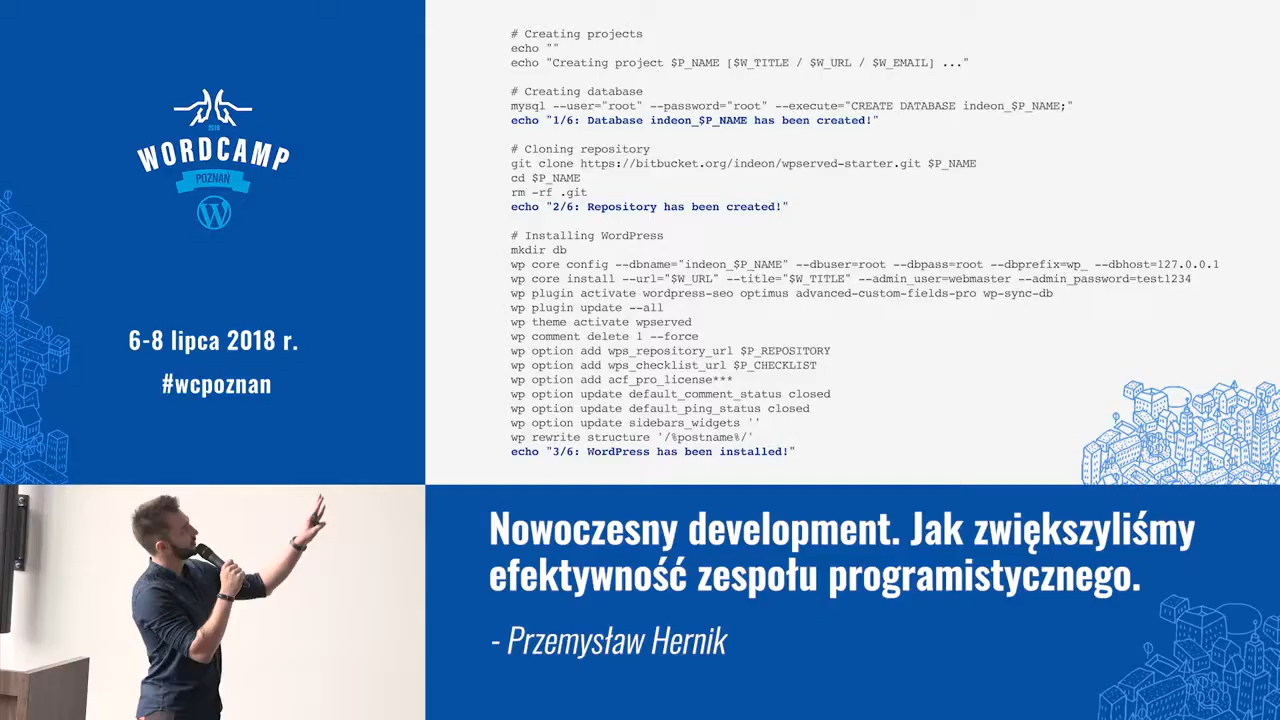 2018
WORDCAMP
POZNAŃ
6-8 lipca 2018 r.
#wcpoznan
# Creating projects
echo ""
echo "Creating project $P_NAME [$W_TITLE / $W_URL / $W_EMAIL] ..."
# Creating database
mysql --user="root" --password="root" --execute="CREATE DATABASE indeon_$P_NAME;"
echo "1/6: Database indeon_$P_NAME has been created!"
# Cloning repository
git clone https://bitbucket.org/indeon/wpserved-starter.git $P_NAME
cd $P_NAME
rm -rf .git
echo "2/6: Repository has been created!"
# Installing WordPress
mkdir db
wp core config --dbname="indeon_$P_NAME" --dbuser=root --dbpass=root --dbprefix=wp_ --dbhost=127.0.0.1
wp core install --url="$W_URL" --title="$W_TITLE" --admin_user=webmaster --admin_password=test1234
wp plugin activate wordpress-seo optimus advanced-custom-fields-pro wp-sync-db
wp plugin update --all
wp theme activate wpserved
wp comment delete 1 --force
wp option add wps_repository_url $P_REPOSITORY
wp option add wps_checklist_url $P_CHECKLIST
wp option add acf_pro_license***
wp option update default_comment_status closed
wp option update default_ping_status closed
wp option update sidebars_widgets ''
wp rewrite structure '/%postname%/'
echo "3/6: WordPress has been installed!"
Nowoczesny development. Jak zwiększyliśmy
efektywność zespołu programistycznego.
- Przemysław Hernik